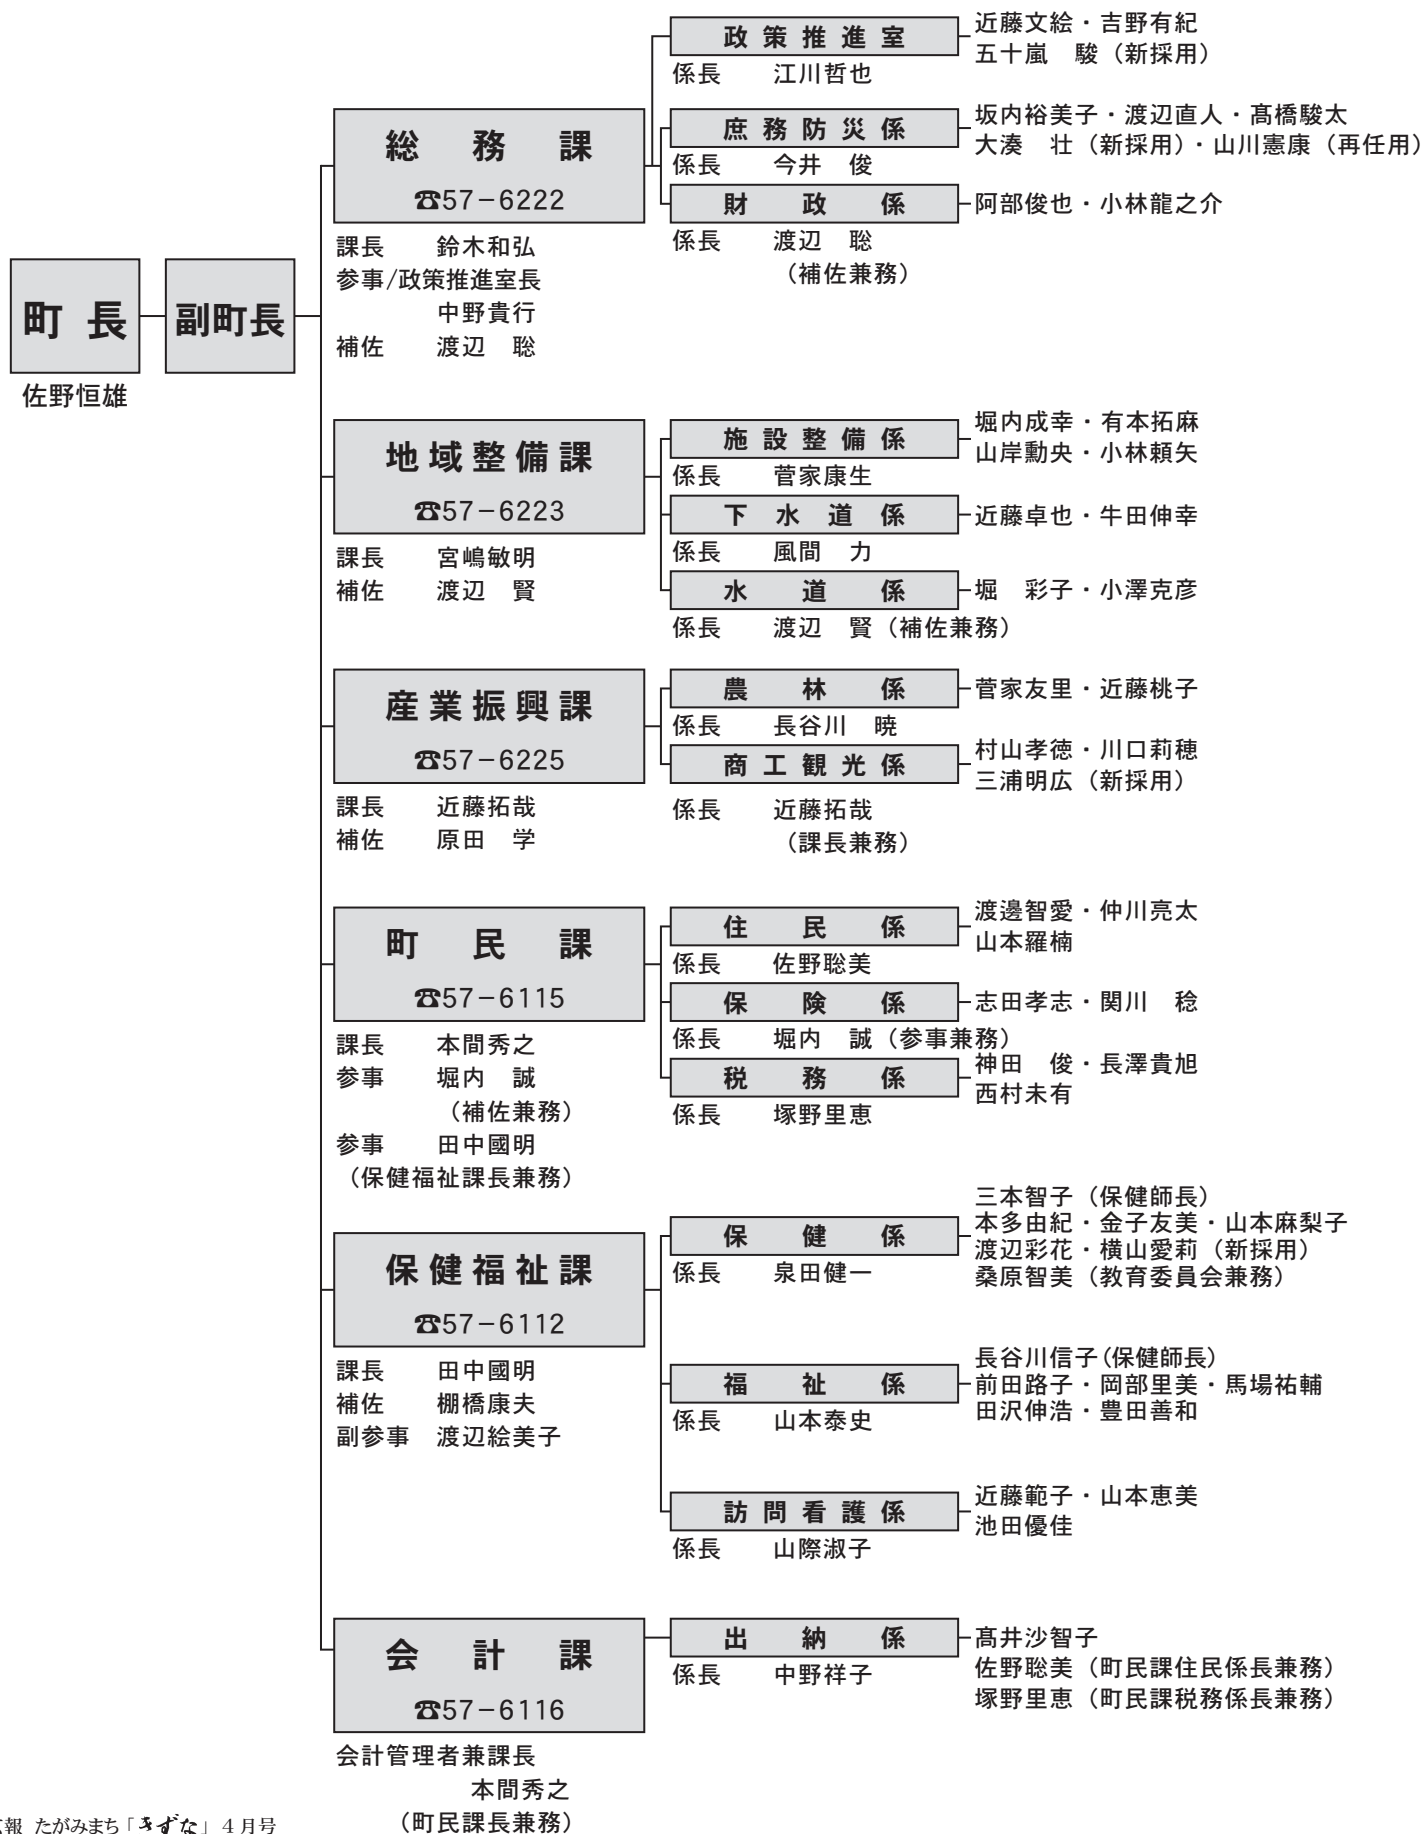 町長
佐野恒雄
副町長
総務課
☎57−6222
課長　鈴木和弘
参事/政策推進室長
中野貴行
補佐　渡辺　聡
政策推進室
係長　江川哲也
近藤文絵・吉野有紀
五十嵐　駿（新採用）
庶務防災係
係長　今井　俊
坂内裕美子・渡辺直人・髙橋駿太
大湊　壮（新採用）・山川憲康（再任用）
財政係
係長　渡辺　聡
（補佐兼務）
阿部俊也・小林龍之介
地域整備課
☎57−6223
課長　宮嶋敏明
補佐　渡辺　賢
施設整備係
係長　菅家康生
堀内成幸・有本拓麻
山岸勳央・小林頼矢
下水道係
係長　風間　力
近藤卓也・牛田伸幸
水道係
係長　渡辺　賢（補佐兼務）
堀　彩子・小澤克彦
産業振興課
☎57−6225
課長　近藤拓哉
補佐　原田　学
農林係
係長　長谷川　暁
菅家友里・近藤桃子
商工観光係
係長　近藤拓哉
（課長兼務）
村山孝徳・川口莉穂
三浦明広（新採用）
町民課
☎57−6115
課長　本間秀之
参事　堀内　誠
（補佐兼務）
参事　田中國明
（保健福祉課長兼務）
住民係
係長　佐野聡美
渡邊智愛・仲川亮太
山本羅楠
保険係
係長　堀内　誠（参事兼務）
志田孝志・関川　稔
税務係
係長　塚野里恵
神田　俊・長澤貴旭
西村未有
保健福祉課
☎57−6112
課長　田中國明
補佐　棚橋康夫
副参事　渡辺絵美子
保健係
係長　泉田健一
三本智子（保健師長）
本多由紀・金子友美・山本麻梨子
渡辺彩花・横山愛莉（新採用）
桑原智美（教育委員会兼務）
福祉係
係長　山本泰史
長谷川信子（保健師長）
前田路子・岡部里美・馬場祐輔
田沢伸浩・豊田善和
訪問看護係
係長　山際淑子
近藤範子・山本恵美
池田優佳
会計課
☎57−6116
会計管理者兼課長
本間秀之
（町民課長兼務）
出納係
係長　中野祥子
髙井沙智子
佐野聡美（町民課住民係長兼務）
塚野里恵（町民課税務係長兼務）
報 たがみまち「きずな」４月号